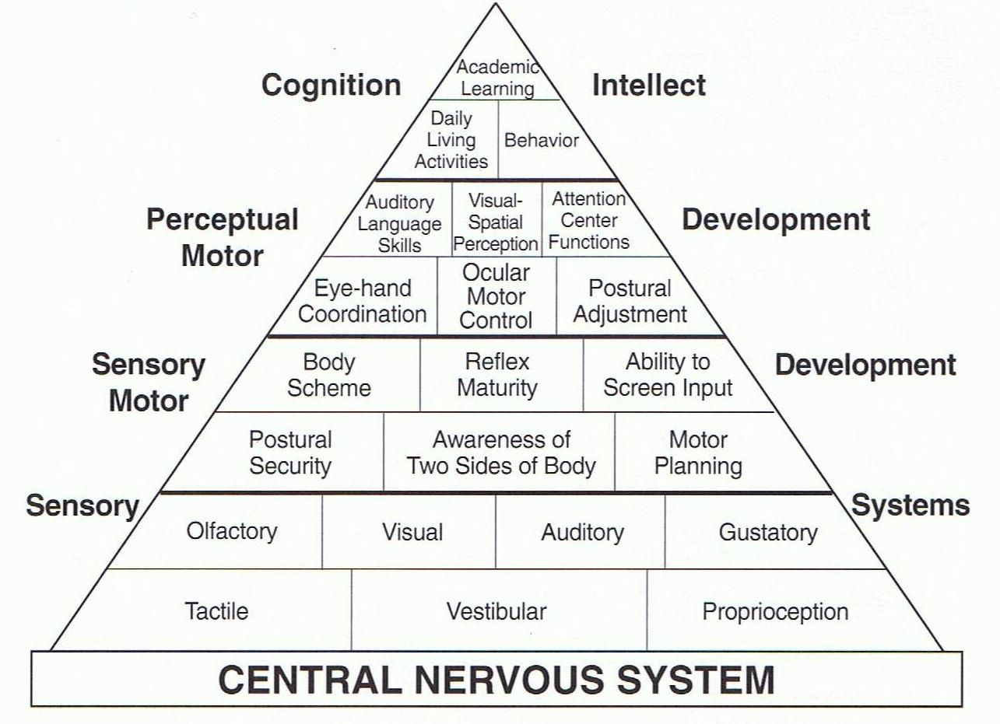 Academic
Learning
Cognition
Intellect
Daily
Living
Activities
Behavior
Auditory
Language
Skills
Visual-
Spatial
Perception
Attention
Center
Functions
Perceptual
Motor
Development
Eye-hand
Coordination
Ocular
Motor
Control
Postural
Adjustment
Sensory
Motor
Body
Scheme
Reflex
Maturity
Ability to
Screen Input
Development
Postural
Security
Awareness of
Two Sides of Body
Motor
Planning
Sensory
Systems
Olfactory
Visual
Auditory
Gustatory
Tactile
Vestibular
Proprioception
CENTRAL NERVOUS SYSTEM